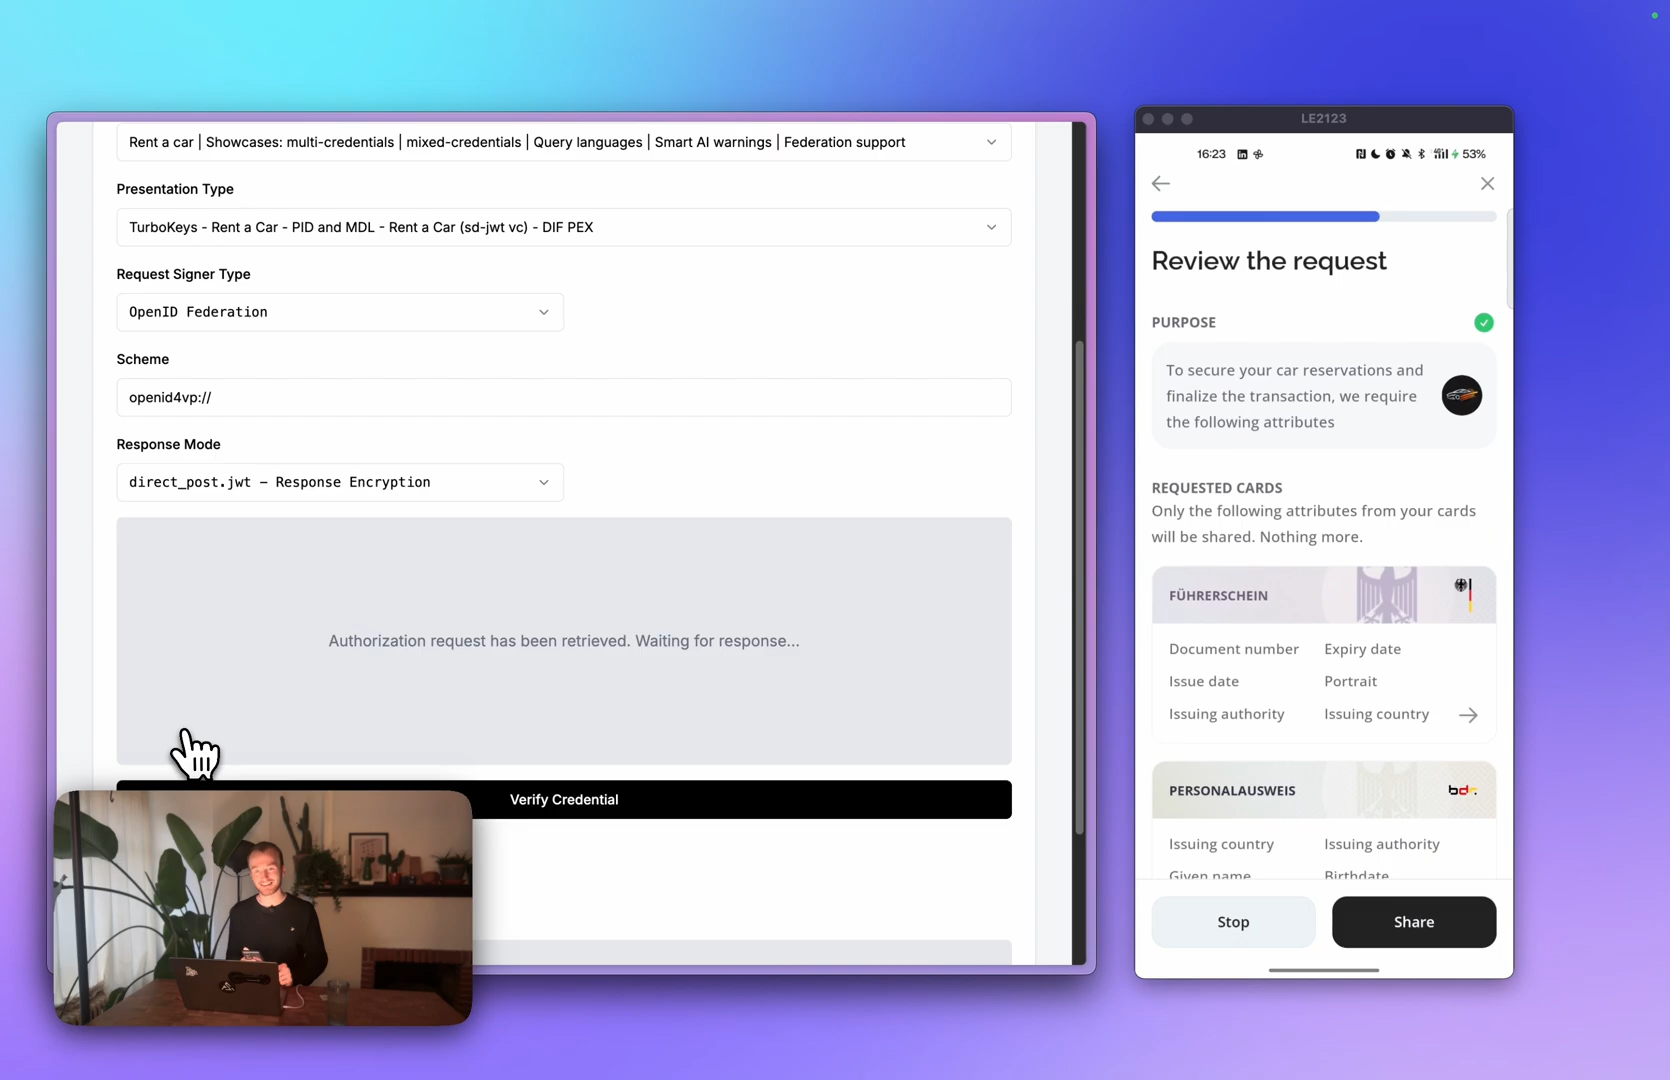 Rent a car | Showcases: multi-credentials | mixed-credentials | Query languages | Smart AI warnings | Federation support
Presentation Type
TurboKeys - Rent a Car - PID and MDL - Rent a Car (sd-jwt vc) - DIF PEX
Request Signer Type
OpenID Federation
Scheme
openid4vp://
Response Mode
direct_post.jwt – Response Encryption
Authorization request has been retrieved. Waiting for response...
Verify Credential
LE2123
16:23
53%
Review the request
PURPOSE
To secure your car reservations and
finalize the transaction, we require
the following attributes
REQUESTED CARDS
Only the following attributes from your cards
will be shared. Nothing more.
FÜHRERSCHEIN
Document number Expiry date
Issue date Portrait
Issuing authority Issuing country
PERSONALAUSWEIS
bdr.
Issuing country Issuing authority
Given name Birthdate
Stop Share